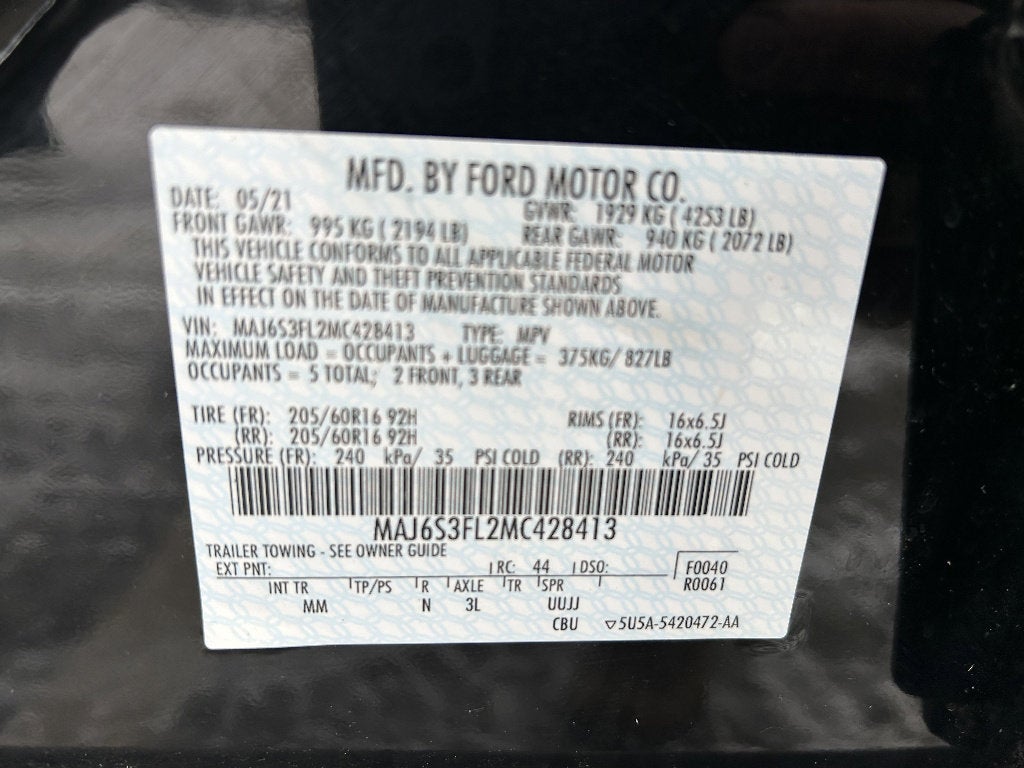 MFD. BY FORD MOTOR CO.
DATE: 05/21 GVWR: 1929 KG ( 4253 LB)
FRONT GAWR: 995 KG ( 2194 LB) REAR GAWR: 940 KG ( 2072 LB)
THIS VEHICLE CONFORMS TO ALL APPLICABLE FEDERAL MOTOR
VEHICLE SAFETY AND THEFT PREVENTION STANDARDS
IN EFFECT ON THE DATE OF MANUFACTURE SHOWN ABOVE.
VIN: MAJ6S3FL2MC428413 TYPE: MPV
MAXIMUM LOAD = OCCUPANTS + LUGGAGE = 375KG/ 827LB
OCCUPANTS = 5 TOTAL; 2 FRONT, 3 REAR
TIRE (FR): 205/60R16 92H RIMS (FR): 16x6.5J
(RR): 205/60R16 92H (RR): 16x6.5J
PRESSURE (FR): 240 kPa/ 35 PSI COLD (RR): 240 kPa/ 35 PSI COLD
MAJ6S3FL2MC428413
TRAILER TOWING - SEE OWNER GUIDE
EXT PNT: RC: 44 DSO: F0040
INT TR TP/PS R AXLE TR SPR R0061
MM N 3L UUJJ
CBU ▽5U5A-5420472-AA